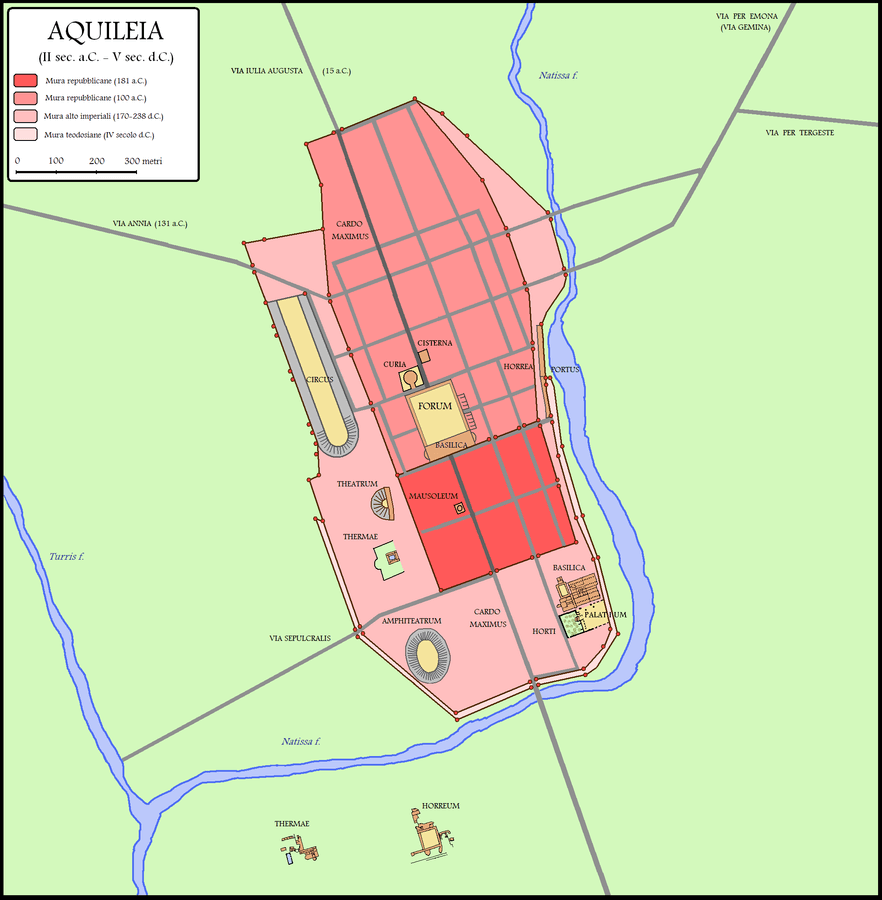 AQUILEIA
(II sec. a.C. - V sec. d.C.)
Mura repubblicane (181 a.C.)
Mura repubblicane (100 a.C.)
Mura alto imperiali (170-238 d.C.)
Mura teodosiane (IV secolo d.C.)
0 100 200 300 metri
VIA PER EMONA
(VIA GEMINA)
VIA IULIA AUGUSTA (15 a.C.)
Natissa f.
VIA PER TERGESTE
VIA ANNIA (131 a.C.)
CARDO
MAXIMUS
CISTERNA
CURIA
HORREA
PORTUS
CIRCUS
FORUM
BASILICA
THEATRUM
MAUSOLEUM
THERMAE
Turris f.
BASILICA
PALATIUM
CARDO
MAXIMUS
AMPHITEATRUM
HORTI
VIA SEPULCRALIS
Natissa f.
HORREUM
THERMAE